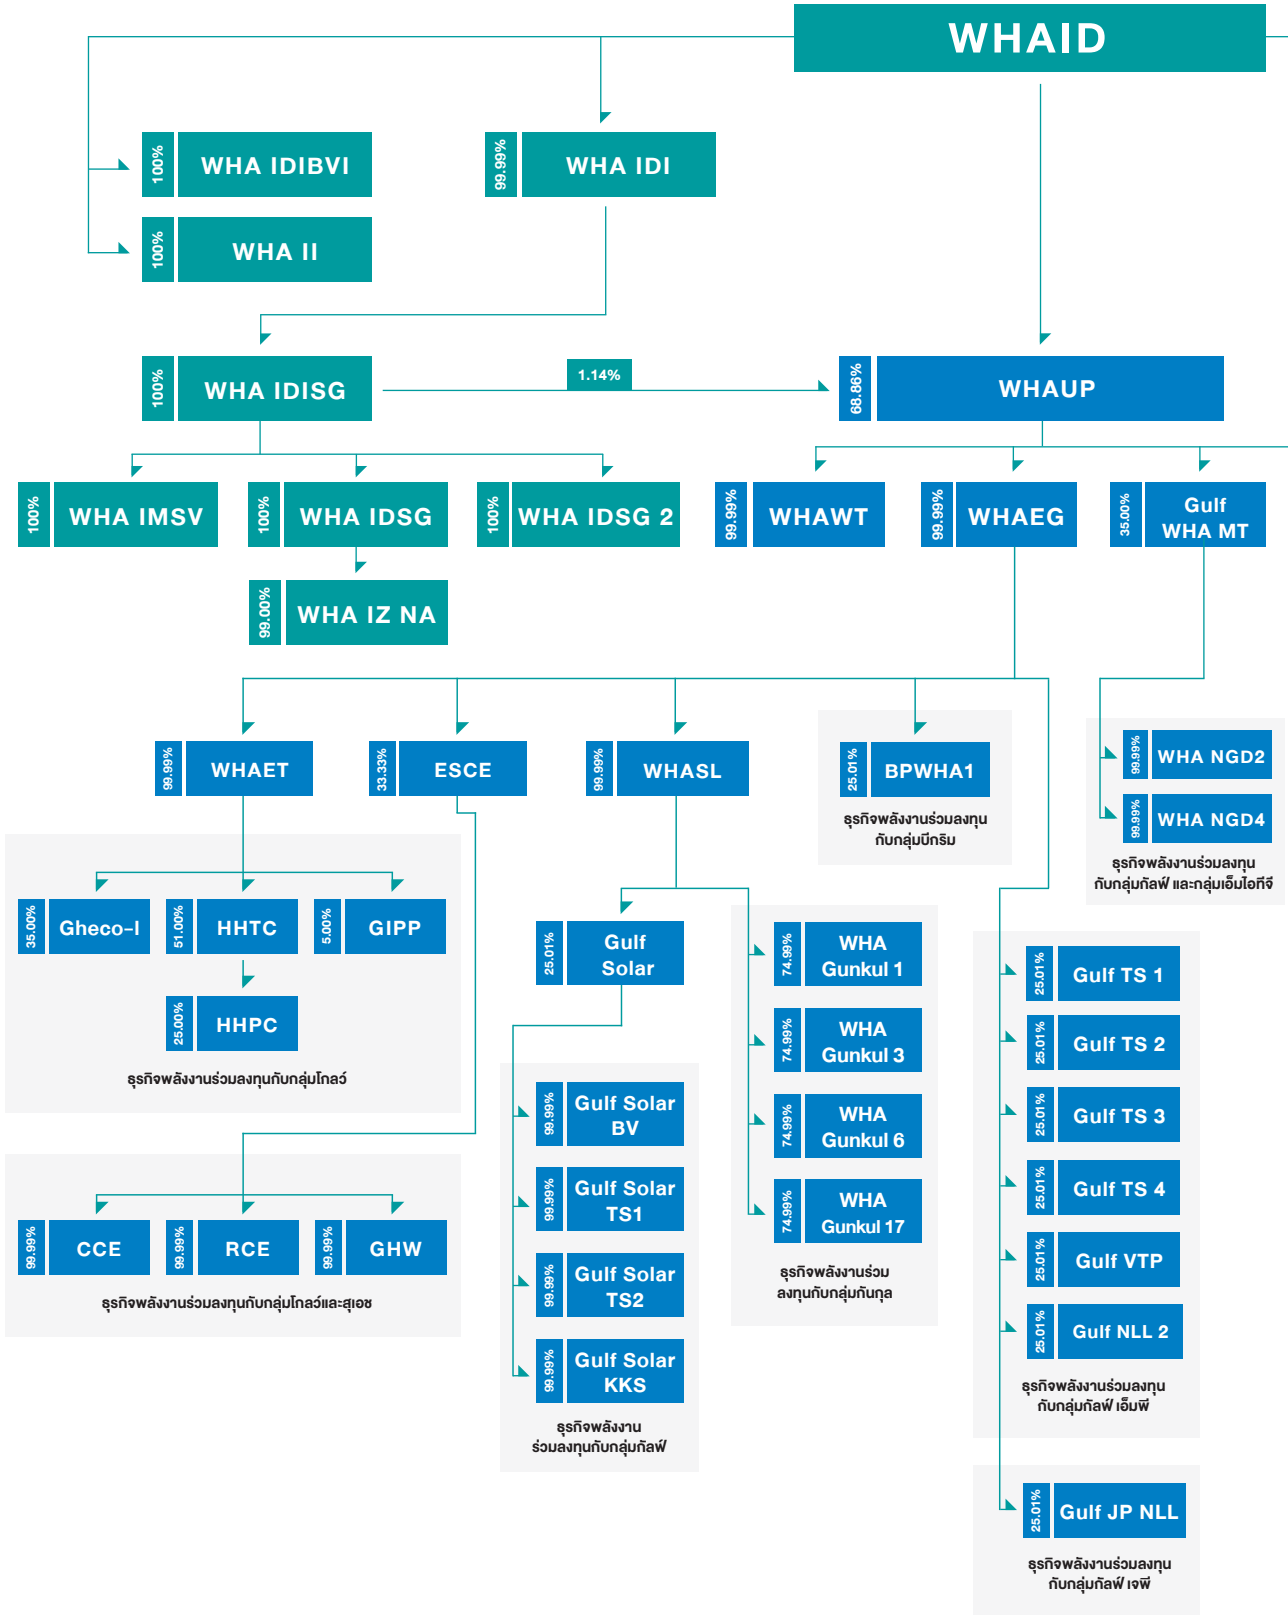 WHAID
100%
WHA IDIBVI
99.99%
WHA IDI
100%
WHA II
100%
WHA IDISG
1.14%
68.86%
WHAUP
100%
WHA IMSV
100%
WHA IDSG
100%
WHA IDSG 2
99.99%
WHAWT
99.99%
WHAEG
35.00%
Gulf
WHA MT
99.00%
WHA IZ NA
99.99%
WHAET
33.33%
ESCE
99.99%
WHASL
25.01%
BPWHA1
ธุรกิจพลังงานร่วมลงทุน
กับกลุ่มบีกริม
99.99%
WHA NGD2
99.99%
WHA NGD4
ธุรกิจพลังงานร่วมลงทุน
กับกลุ่มกัลฟ์ และกลุ่มเอ็มไอทีจี
35.00%
Gheco-I
51.00%
HHTC
5.00%
GIPP
25.00%
HHPC
ธุรกิจพลังงานร่วมลงทุนกับกลุ่มโกลว์
99.99%
CCE
99.99%
RCE
99.99%
GHW
ธุรกิจพลังงานร่วมลงทุนกับกลุ่มโกลว์และสุเอซ
25.01%
Gulf
Solar
99.99%
Gulf Solar
BV
99.99%
Gulf Solar
TS1
99.99%
Gulf Solar
TS2
99.99%
Gulf Solar
KKS
ธุรกิจพลังงาน
ร่วมลงทุนกับกลุ่มกัลฟ์
74.99%
WHA
Gunkul 1
74.99%
WHA
Gunkul 3
74.99%
WHA
Gunkul 6
74.99%
WHA
Gunkul 17
ธุรกิจพลังงานร่วม
ลงทุนกับกลุ่มกันกุล
25.01%
Gulf TS 1
25.01%
Gulf TS 2
25.01%
Gulf TS 3
25.01%
Gulf TS 4
25.01%
Gulf VTP
25.01%
Gulf NLL 2
ธุรกิจพลังงานร่วมลงทุน
กับกลุ่มกัลฟ์ เอ็มพี
25.01%
Gulf JP NLL
ธุรกิจพลังงานร่วมลงทุน
กับกลุ่มกัลฟ์ เจพี